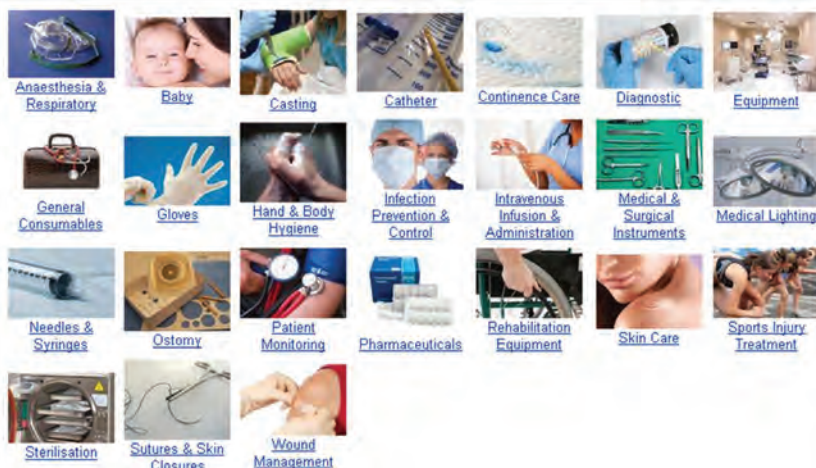 Anaesthesia &
Respiratory
Baby
Casting
Catheter
Continence Care
Diagnostic
Equipment
General
Consumables
Gloves
Hand & Body
Hygiene
Infection
Prevention &
Control
Intravenous
Infusion &
Administration
Medical &
Surgical
Instruments
Medical Lighting
Needles &
Syringes
Ostomy
Patient
Monitoring
Pharmaceuticals
Rehabilitation
Equipment
Skin Care
Sports Injury
Treatment
Sterilisation
Sutures & Skin
Closures
Wound
Management